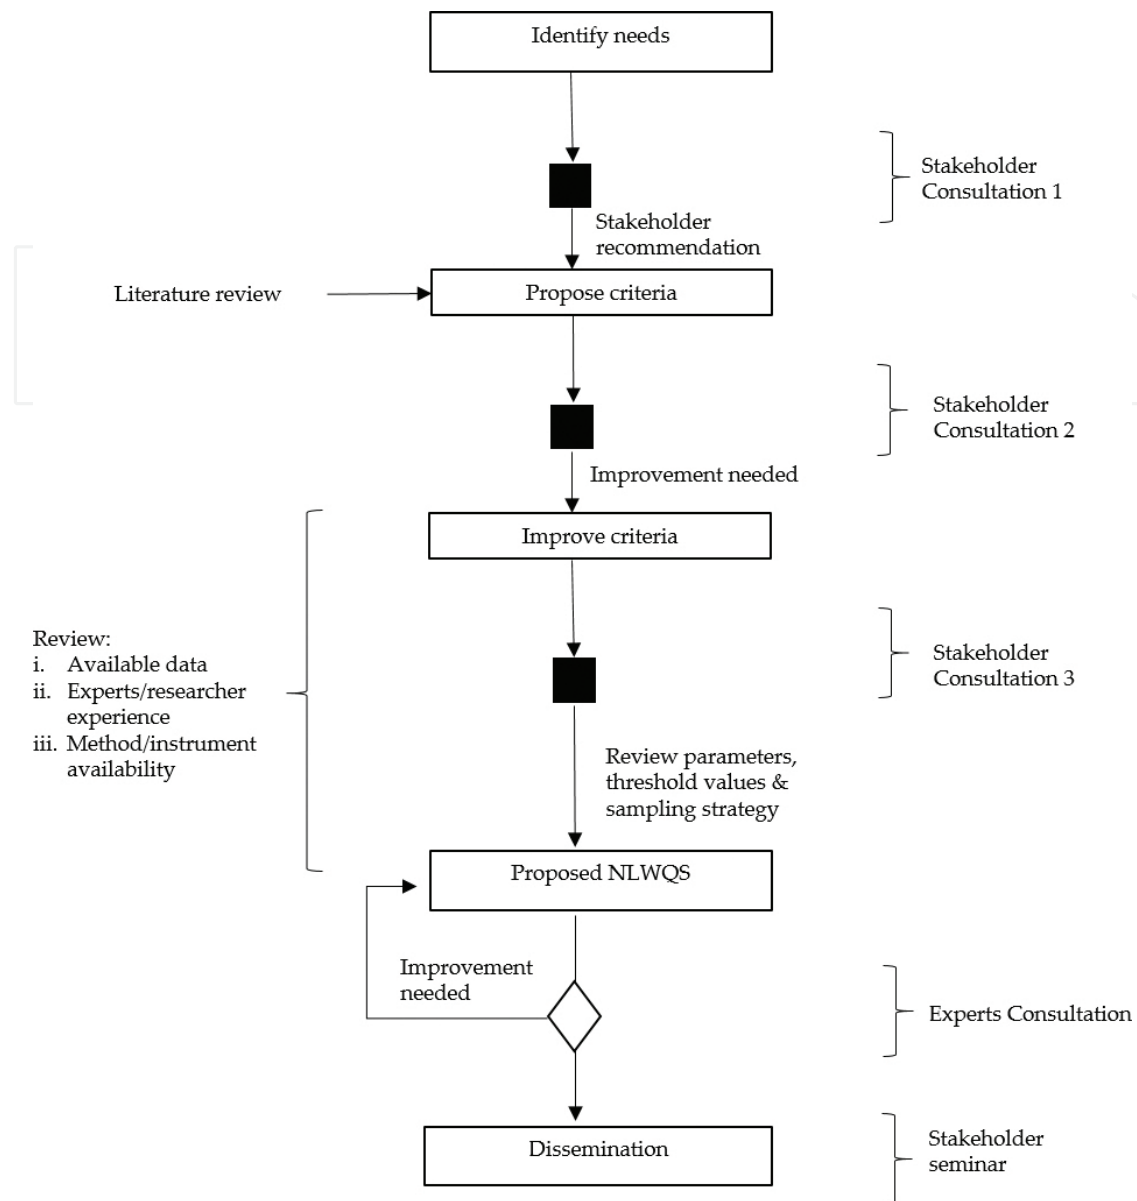 Identify needs
Stakeholder
Consultation 1
Stakeholder
recommendation
Literature review
Propose criteria
Stakeholder
Consultation 2
Improvement needed
Improve criteria
Review:
i. Available data
ii. Experts/researcher
experience
iii. Method/instrument
availability
Stakeholder
Consultation 3
Review parameters,
threshold values &
sampling strategy
Proposed NLWQS
Improvement
needed
Experts Consultation
Dissemination
Stakeholder
seminar